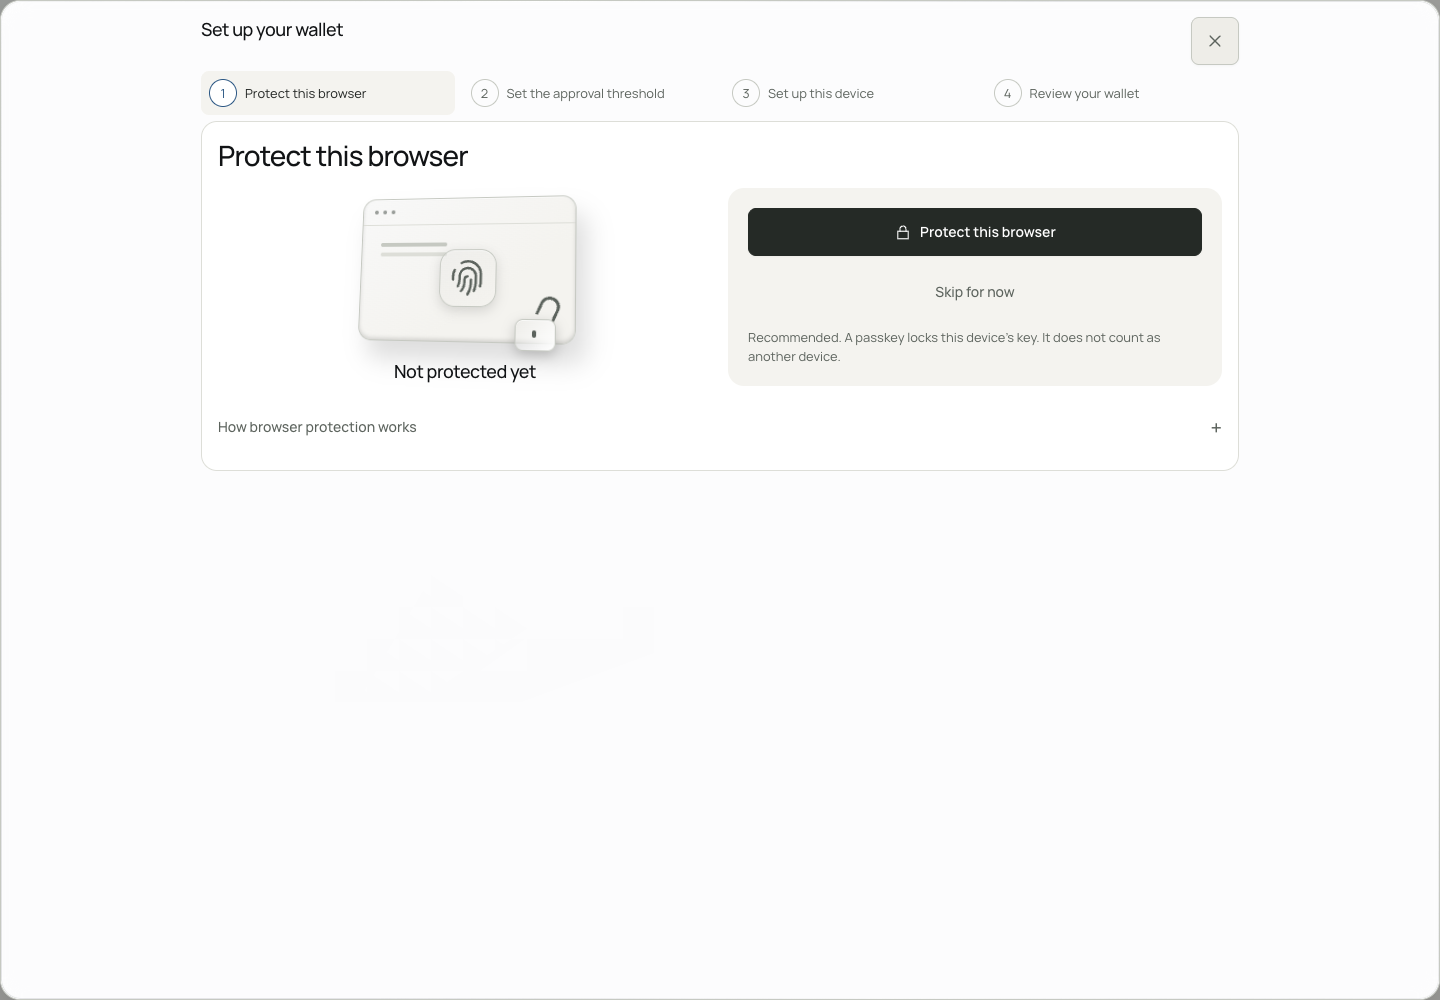 Set up your wallet
1 Protect this browser
2 Set the approval threshold
3 Set up this device
4 Review your wallet
Protect this browser
Not protected yet
Protect this browser
Skip for now
Recommended. A passkey locks this device's key. It does not count as
another device.
How browser protection works